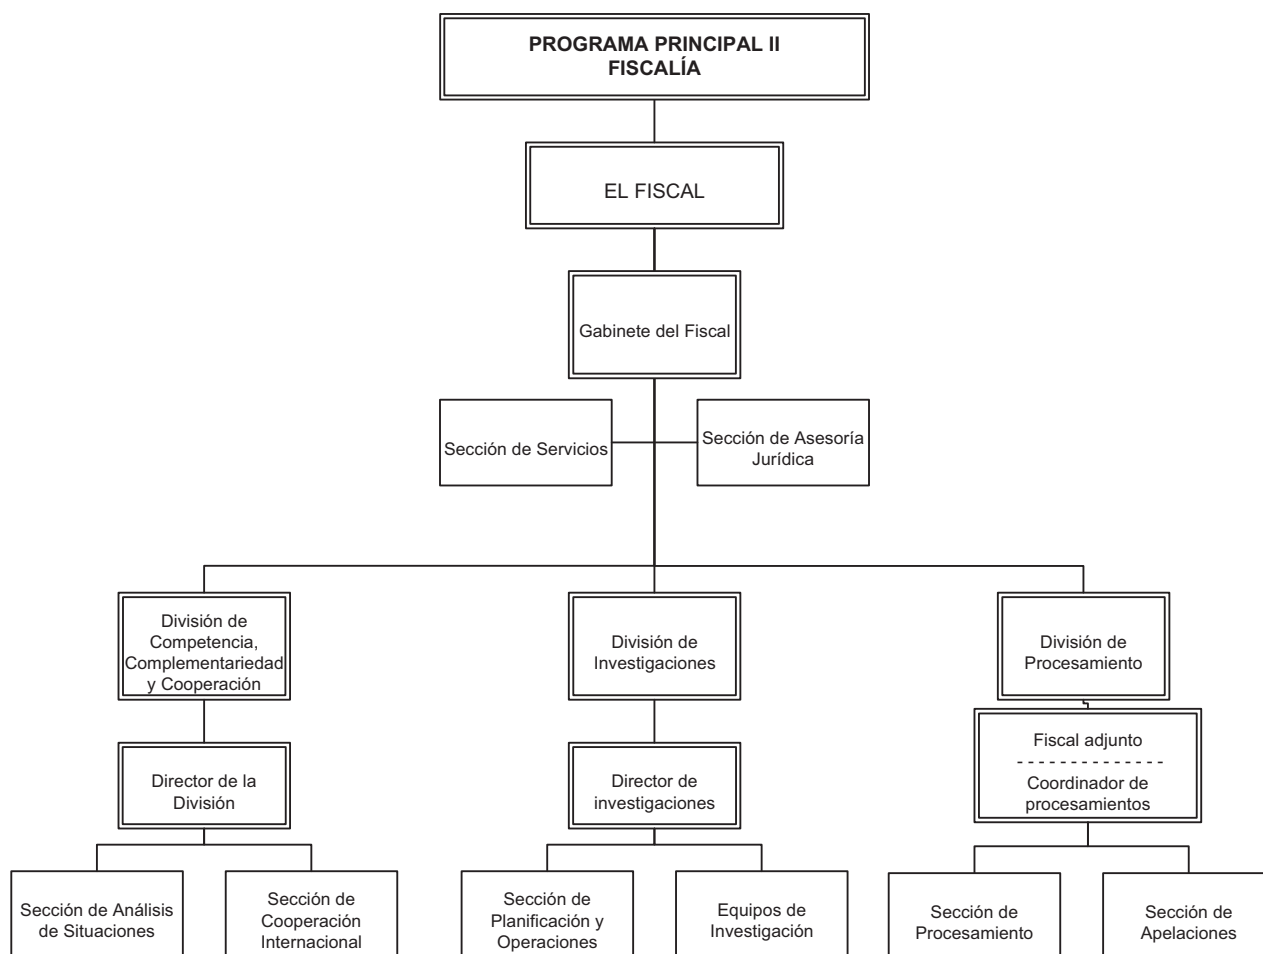 PROGRAMA PRINCIPAL II
FISCALÍA
EL FISCAL
Gabinete del Fiscal
Sección de Servicios
Sección de Asesoría
Jurídica
División de
Competencia,
Complementariedad
y Cooperación
División de
Investigaciones
División de
Procesamiento
Director de la
División
Director de
investigaciones
Fiscal adjunto
Coordinador de
procesamientos
Sección de Análisis
de Situaciones
Sección de
Cooperación
Internacional
Sección de
Planificación y
Operaciones
Equipos de
Investigación
Sección de
Procesamiento
Sección de
Apelaciones